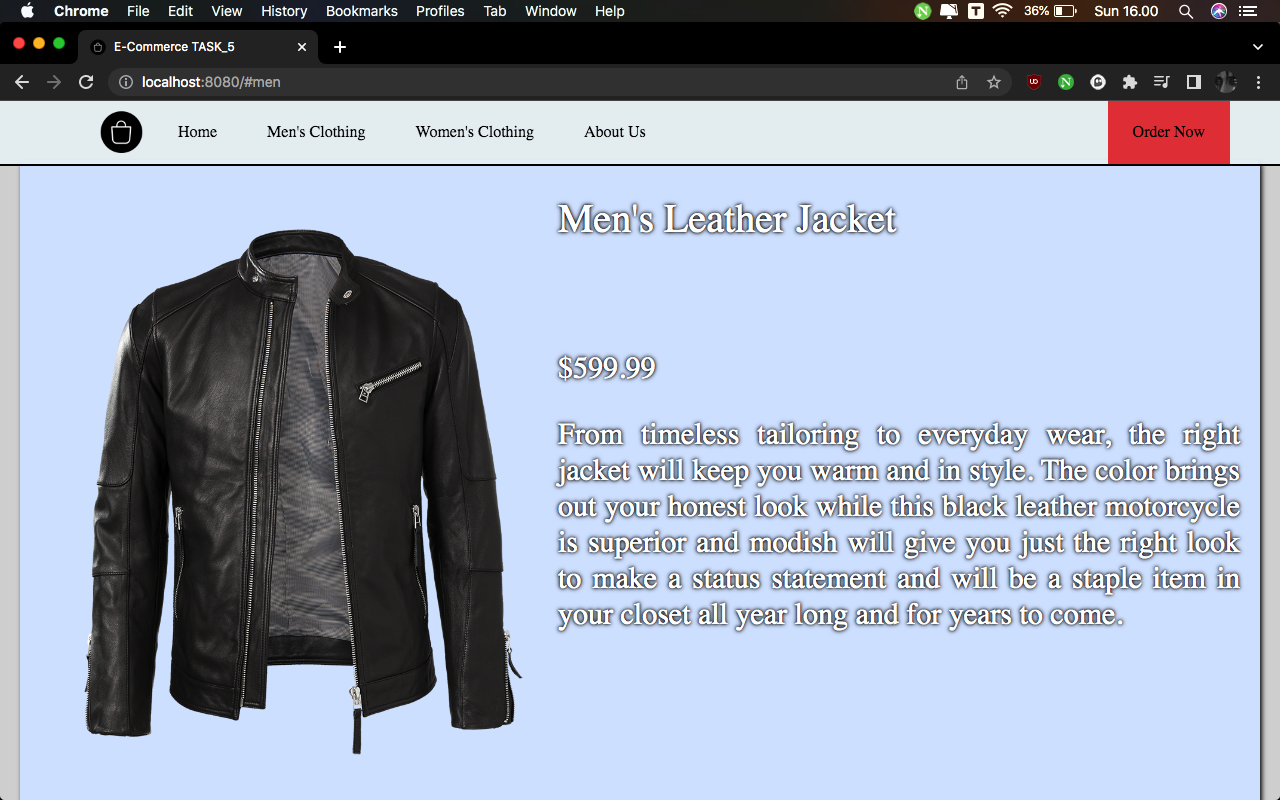 Chrome File Edit View History Bookmarks Profiles Tab Window Help T 36% Sun 16.00
E-Commerce TASK_5
localhost:8080/#men
Home Men's Clothing Women's Clothing About Us Order Now
Men's Leather Jacket
$599.99
From timeless tailoring to everyday wear, the right
jacket will keep you warm and in style. The color brings
out your honest look while this black leather motorcycle
is superior and modish will give you just the right look
to make a status statement and will be a staple item in
your closet all year long and for years to come.